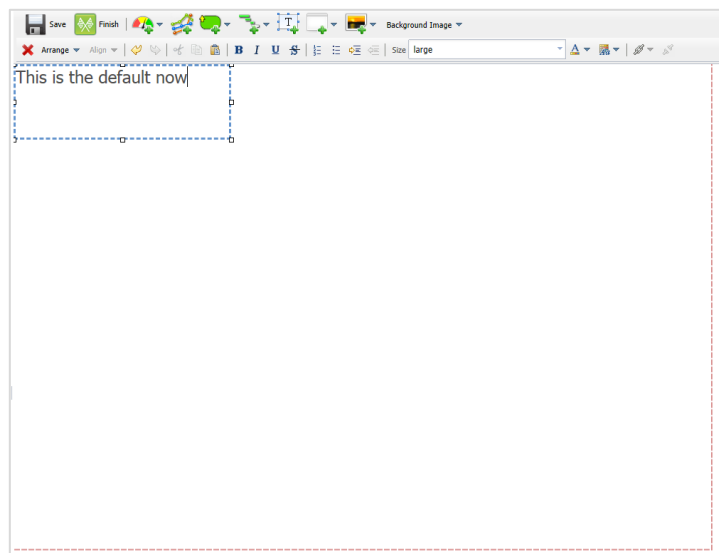 Save Finish T Background Image
Arrange Align B I U S Size large
This is the default now